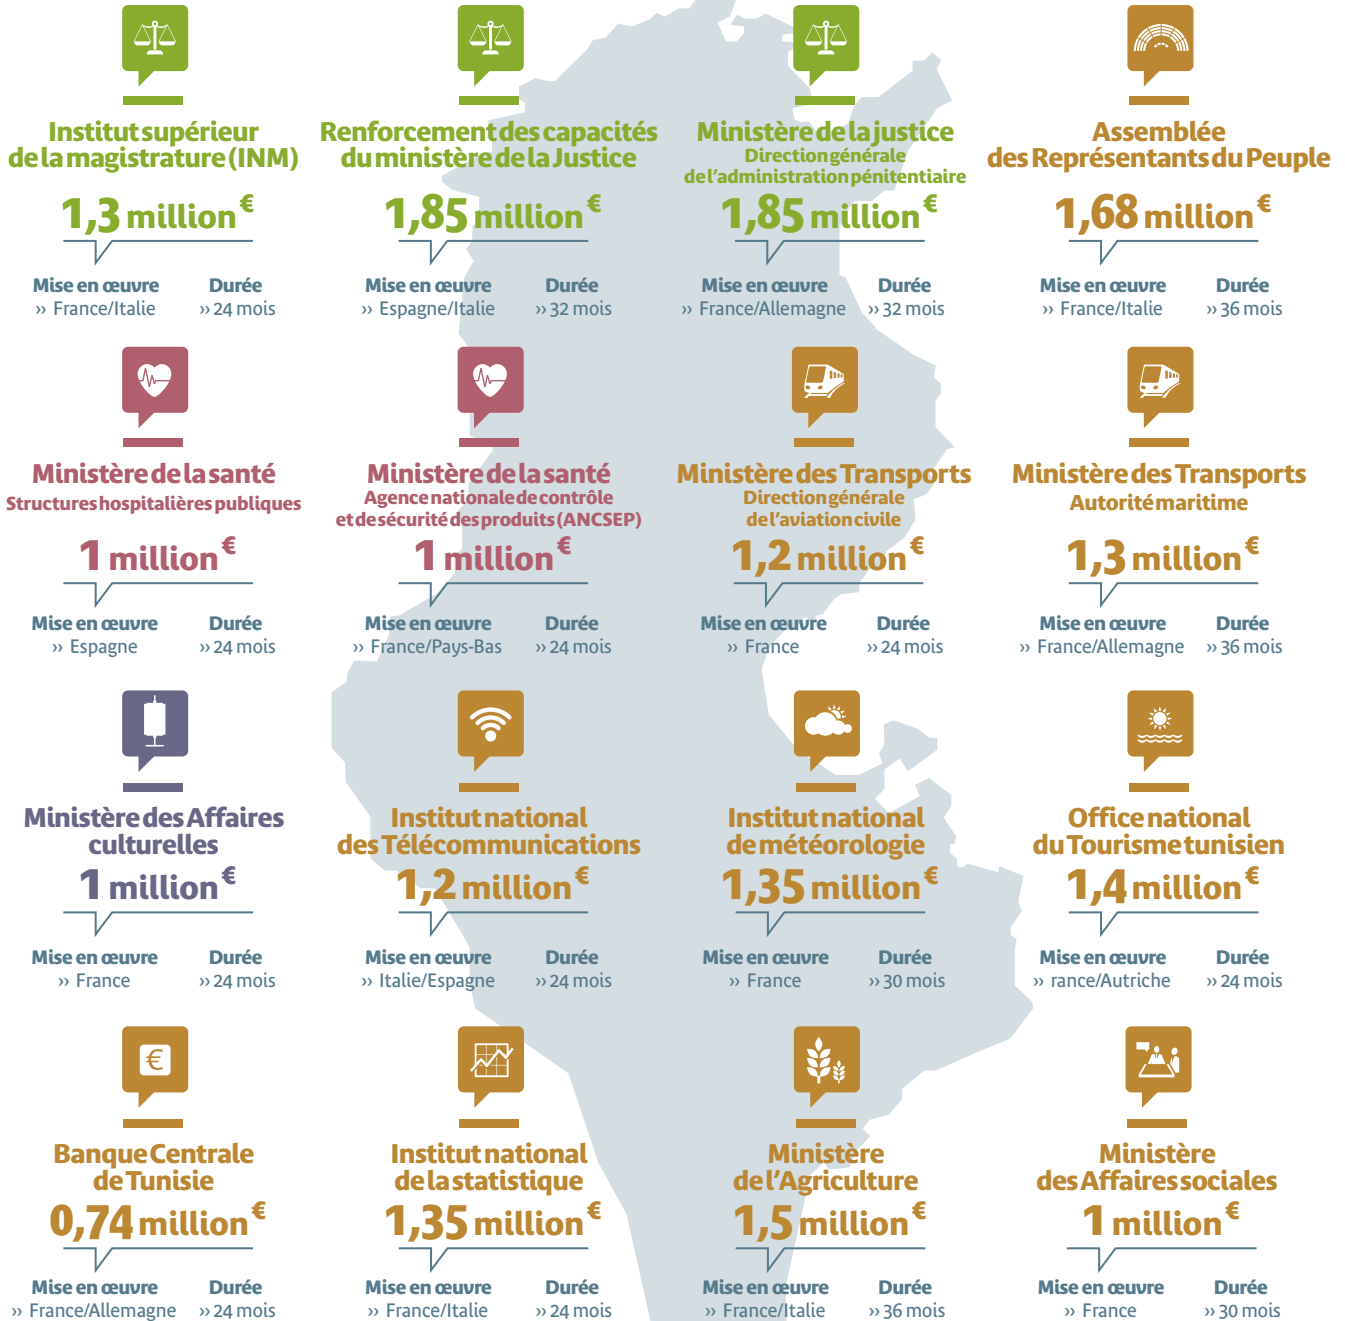 Institut supérieur
de la magistrature (INM)
1,3 million €
Mise en œuvre Durée
›› France/Italie ›› 24 mois
Renforcement des capacités
du ministère de la Justice
1,85 million €
Mise en œuvre Durée
›› Espagne/Italie ›› 32 mois
Ministère de la justice
Direction générale
de l'administration pénitentiaire
1,85 million €
Mise en œuvre Durée
›› France/Allemagne ›› 32 mois
Assemblée
des Représentants du Peuple
1,68 million €
Mise en œuvre Durée
›› France/Italie ›› 36 mois
Ministère de la santé
Structures hospitalières publiques
1 million €
Mise en œuvre Durée
›› Espagne ›› 24 mois
Ministère de la santé
Agence nationale de contrôle
et de sécurité des produits (ANCSEP)
1 million €
Mise en œuvre Durée
›› France/Pays-Bas ›› 24 mois
Ministère des Transports
Direction générale
de l'aviation civile
1,2 million €
Mise en œuvre Durée
›› France ›› 24 mois
Ministère des Transports
Autorité maritime
1,3 million €
Mise en œuvre Durée
›› France/Allemagne ›› 36 mois
Ministère des Affaires
culturelles
1 million €
Mise en œuvre Durée
›› France ›› 24 mois
Institut national
des Télécommunications
1,2 million €
Mise en œuvre Durée
›› Italie/Espagne ›› 24 mois
Institut national
de météorologie
1,35 million €
Mise en œuvre Durée
›› France ›› 30 mois
Office national
du Tourisme tunisien
1,4 million €
Mise en œuvre Durée
›› rance/Autriche ›› 24 mois
€
Banque Centrale
de Tunisie
0,74 million €
Mise en œuvre Durée
›› France/Allemagne ›› 24 mois
Institut national
de la statistique
1,35 million €
Mise en œuvre Durée
›› France/Italie ›› 24 mois
Ministère
de l'Agriculture
1,5 million €
Mise en œuvre Durée
›› France/Italie ›› 36 mois
Ministère
des Affaires sociales
1 million €
Mise en œuvre Durée
›› France ›› 30 mois